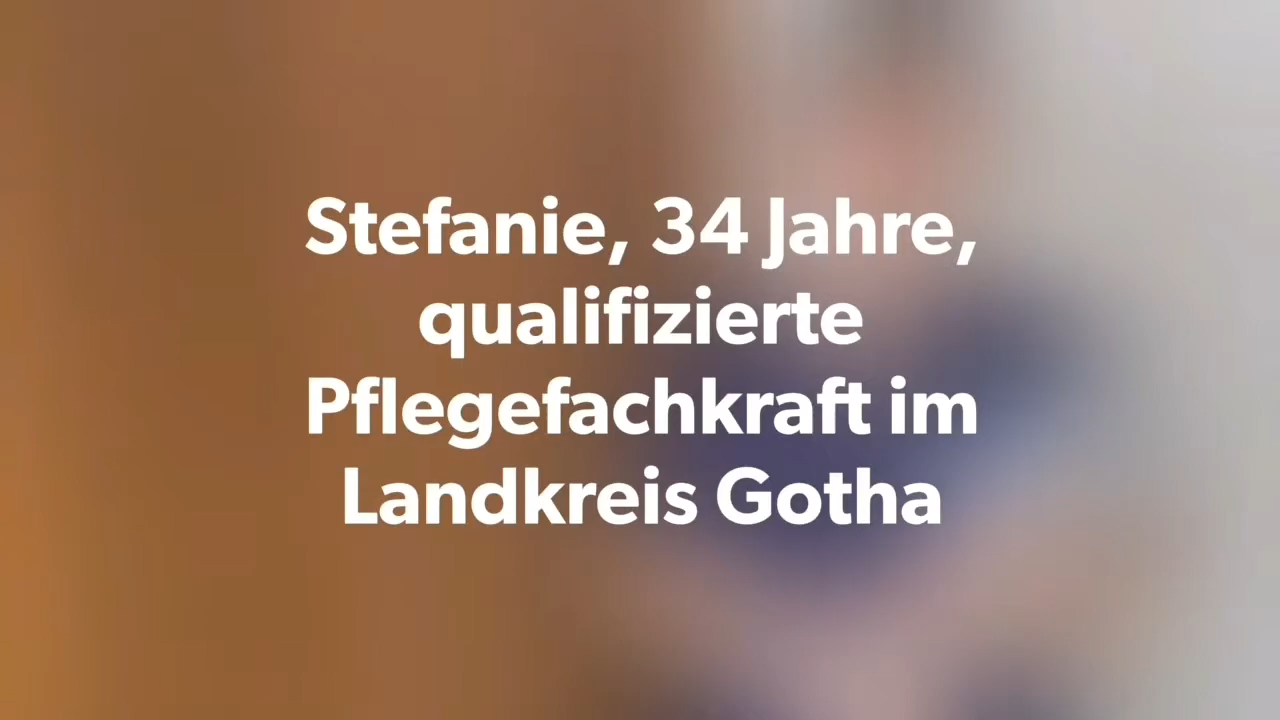 Stefanie, 34 Jahre,
qualifizierte
Pflegefachkraft im
Landkreis Gotha